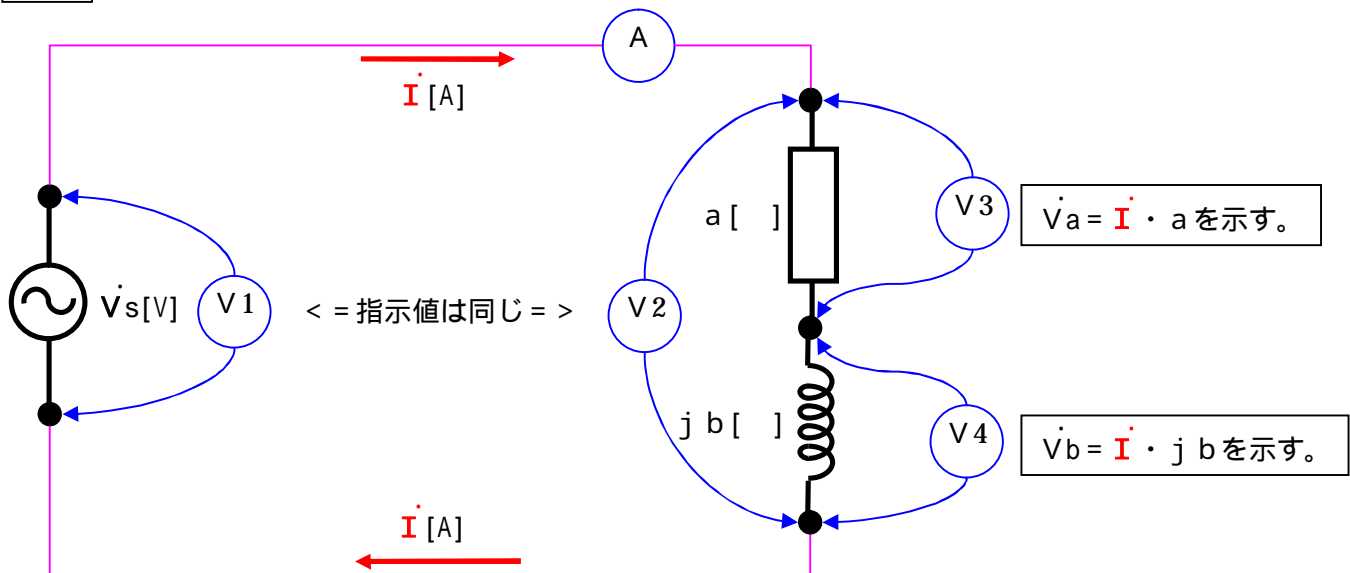 A
İ[A]
a[ ]
V3
V̇a=İ・aを示す。
V̇s[V]
V1
<=指示値は同じ=>
V2
jb[ ]
V4
V̇b=İ・jbを示す。
İ[A]